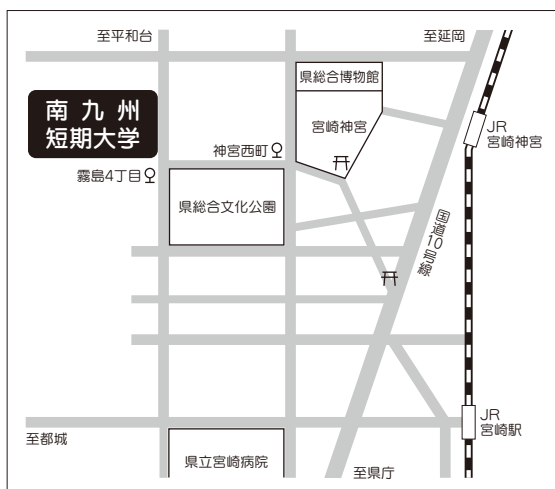 至平和台
至延岡
県総合博物館
南九州
短期大学
宮崎神宮
JR
宮崎神宮
神宮西町
霧島4丁目
県総合文化公園
国道10号線
JR
宮崎駅
至都城
県立宮崎病院
至県庁